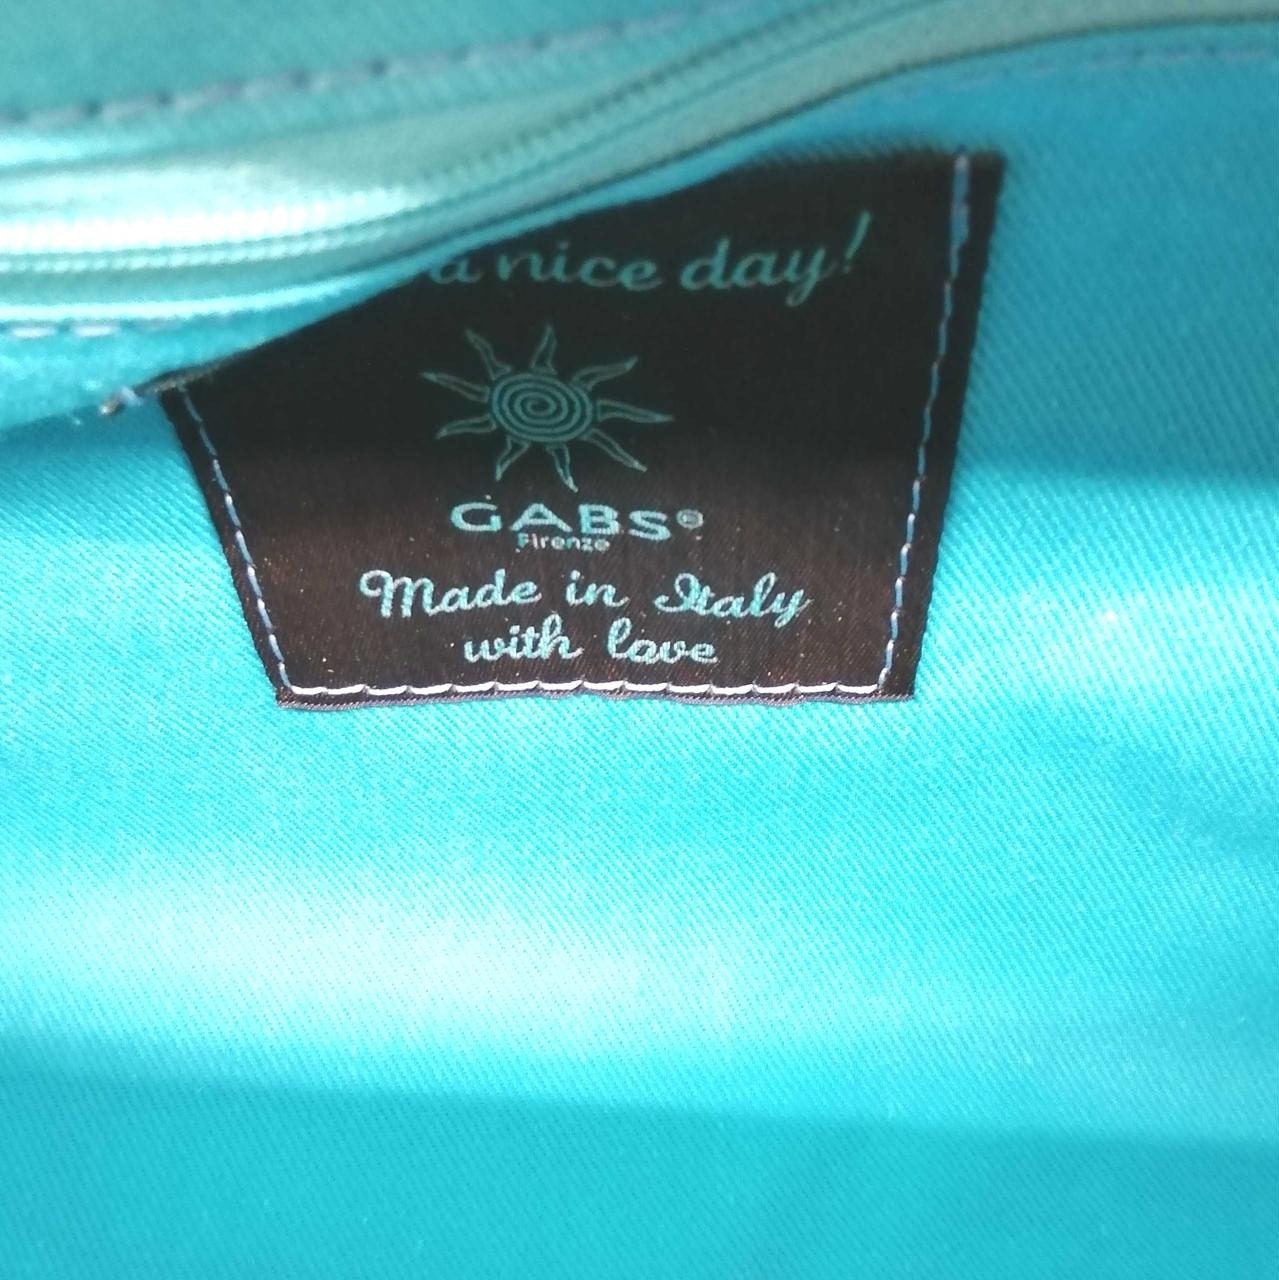 a nice day!
GABS®
Firenze
Made in Italy
with love